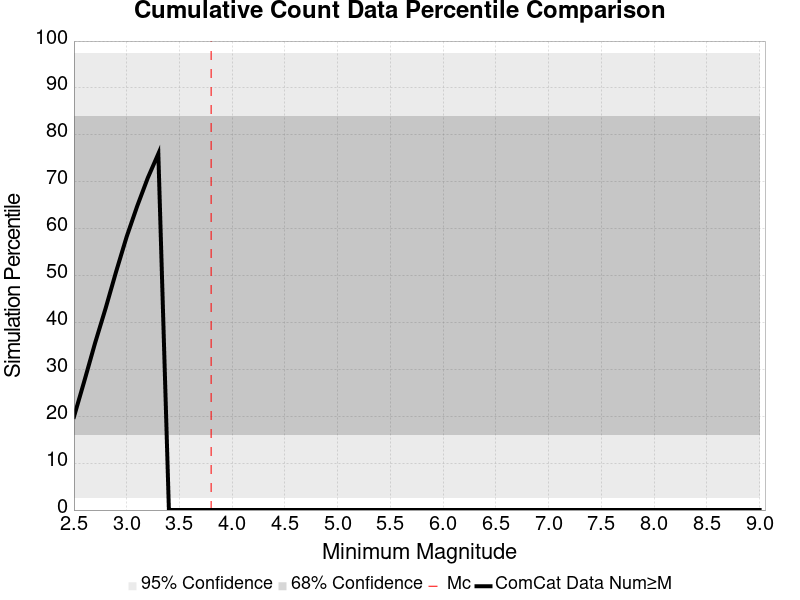 Cumulative Count Data Percentile Comparison
Simulation Percentile
100
90
80
70
60
50
40
30
20
10
0
2.5 3.0 3.5 4.0 4.5 5.0 5.5 6.0 6.5 7.0 7.5 8.0 8.5 9.0
Minimum Magnitude
95% Confidence 68% Confidence Mc ComCat Data Num≥M